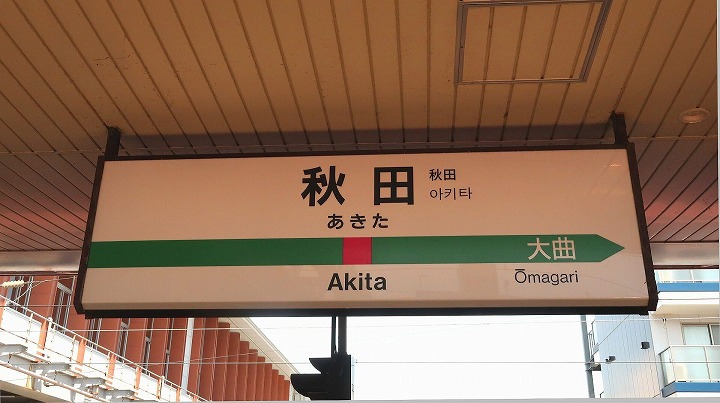 秋田
秋田
아키타
あきた
大曲
Akita
Ōmagari